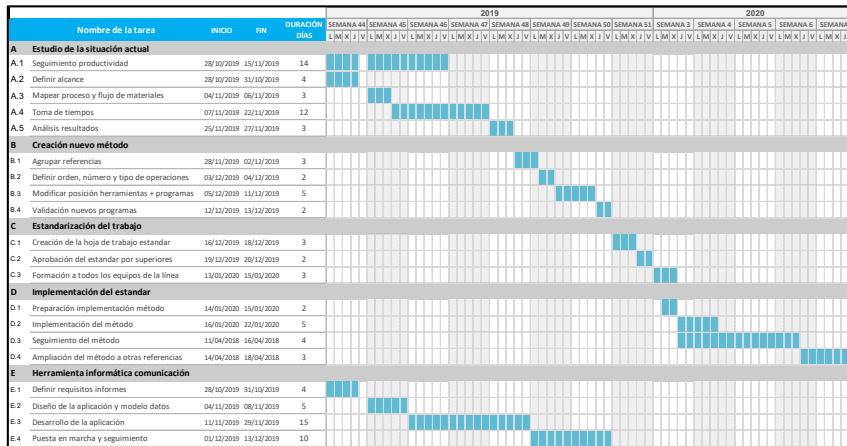 2019 2020
Nombre de la tarea INICIO FIN DURACIÓN DÍAS SEMANA 44 SEMANA 45 SEMANA 46 SEMANA 47 SEMANA 48 SEMANA 49 SEMANA 50 SEMANA 51 SEMANA 3 SEMANA 4 SEMANA 5 SEMANA 6 SEMANA
L M X J V L M X J V L M X J V L M X J V L M X J V L M X J V L M X J V L M X J V L M X J V L M X J V L M X J V L M X J V L M X J
A Estudio de la situación actual
A.1 Seguimiento productividad 28/10/2019 15/11/2019 14
A.2 Definir alcance 28/10/2019 31/10/2019 4
A.3 Mapear proceso y flujo de materiales 04/11/2019 06/11/2019 3
A.4 Toma de tiempos 07/11/2019 22/11/2019 12
A.5 Análisis resultados 25/11/2019 27/11/2019 3
B Creación nuevo método
B.1 Agrupar referencias 28/11/2019 02/12/2019 3
B.2 Definir orden, número y tipo de operaciones 03/12/2019 04/12/2019 2
B.3 Modificar posición herramientas + programas 05/12/2019 11/12/2019 5
B.4 Validación nuevos programas 12/12/2019 13/12/2019 2
C Estandarización del trabajo
C.1 Creación de la hoja de trabajo estandar 16/12/2019 18/12/2019 3
C.2 Aprobación del estandar por superiores 19/12/2019 20/12/2019 2
C.3 Formación a todos los equipos de la línea 13/01/2020 15/01/2020 3
D Implementación del estandar
D.1 Preparación implementación método 14/01/2020 15/01/2020 2
D.2 Implementación del método 16/01/2020 22/01/2020 5
D.3 Seguimiento del método 11/04/2018 16/04/2018 4
D.4 Ampliación del método a otras referencias 14/04/2018 18/04/2018 3
E Herramienta informática comunicación
E.1 Definir requisitos informes 28/10/2019 31/10/2019 4
E.2 Diseño de la aplicación y modelo datos 04/11/2019 08/11/2019 5
E.3 Desarrollo de la aplicación 11/11/2019 29/11/2019 15
E.4 Puesta en marcha y seguimiento 01/12/2019 13/12/2019 10